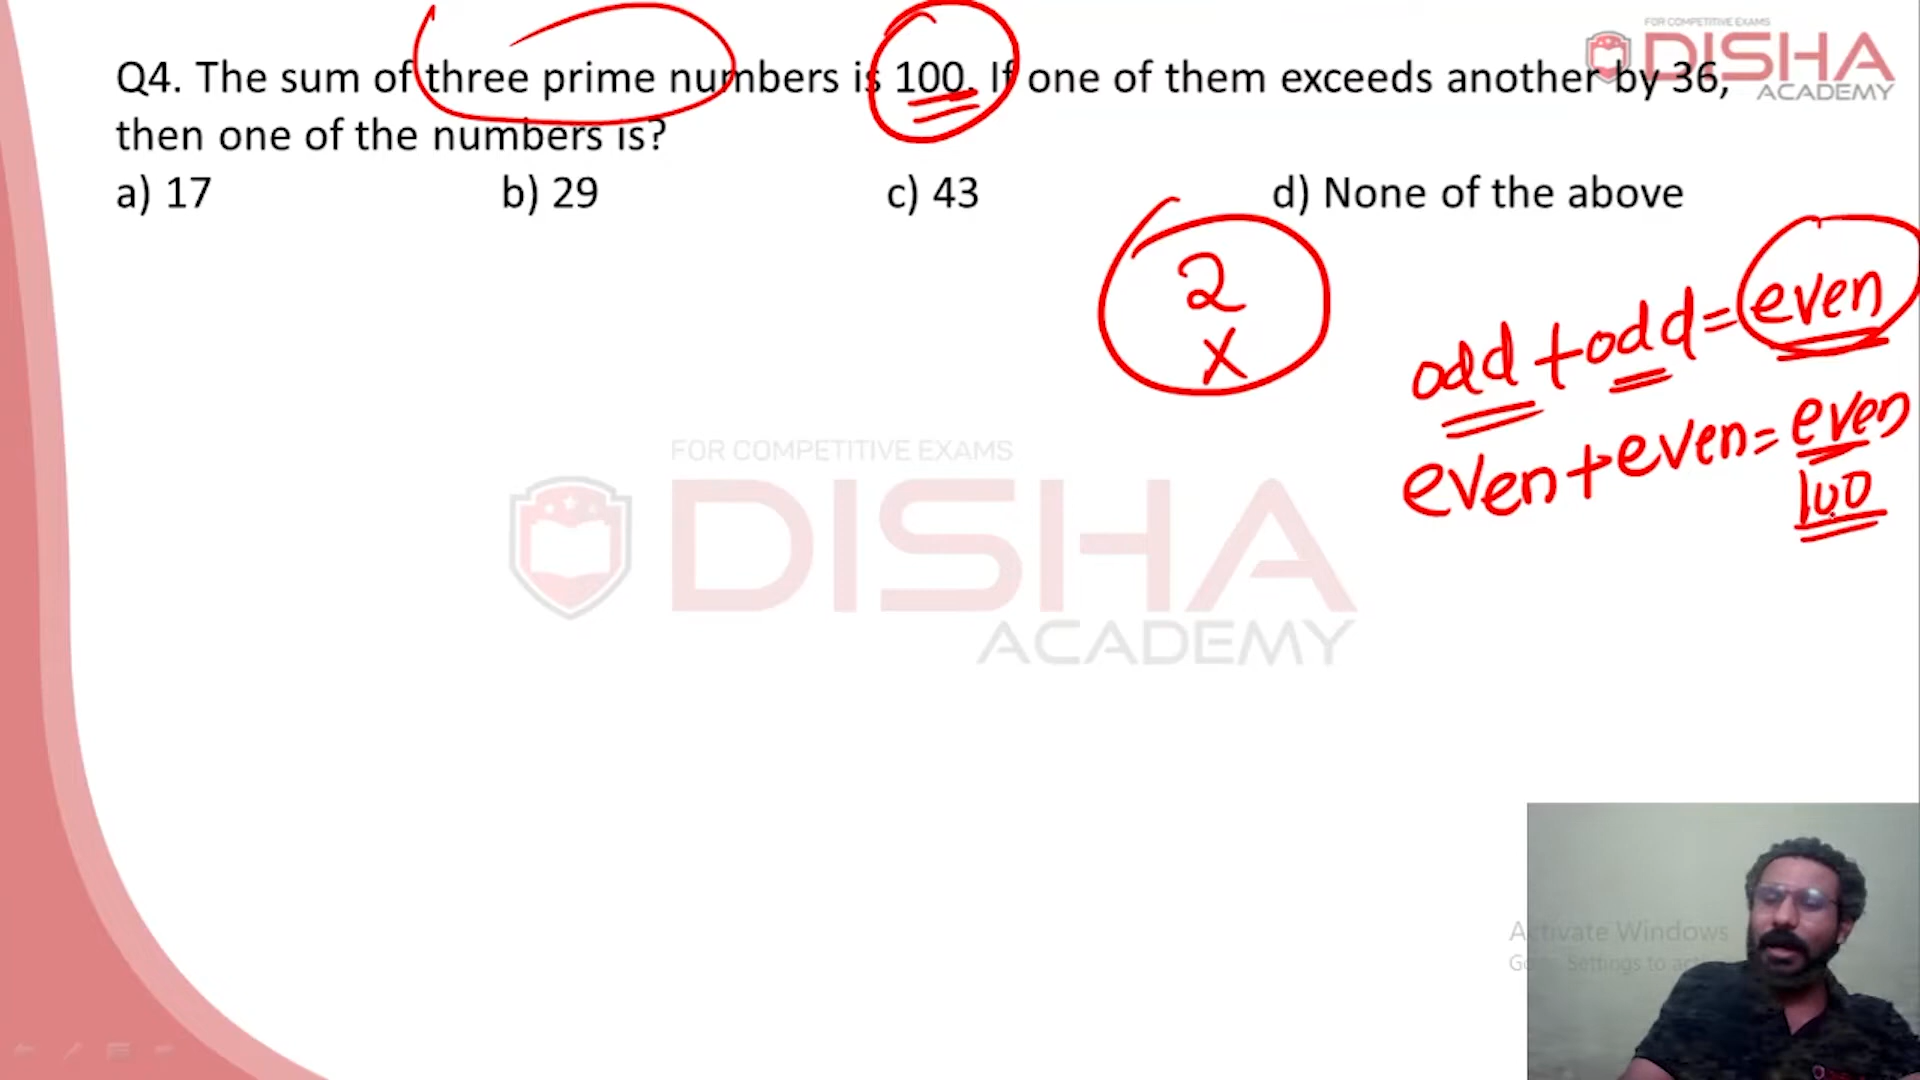 FOR COMPETITIVE EXAMS
DISHA
ACADEMY
Q4. The sum of three prime numbers is 100. If one of them exceeds another by 36,
then one of the numbers is?
a) 17 b) 29 c) 43 d) None of the above
2
x
odd + odd = even
even + even = even
100
FOR COMPETITIVE EXAMS
DISHA
ACADEMY
Activate Windows
Settings to